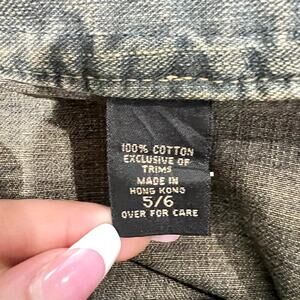 100% COTTON
EXCLUSIVE OF
TRIMS
MADE IN
HONG KONG
5/6
OVER FOR CARE